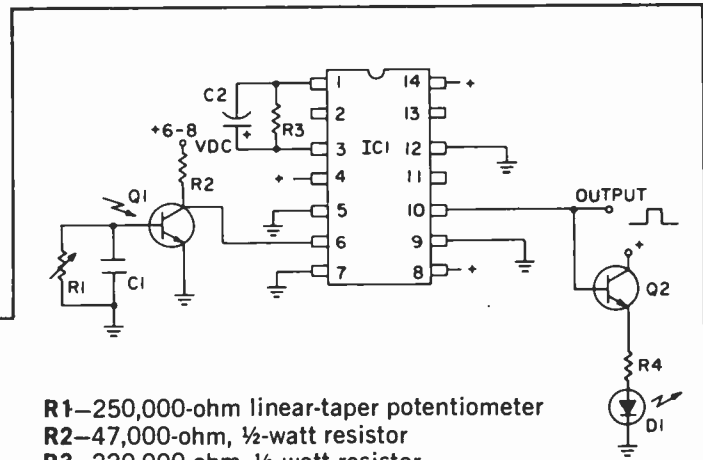 C2
R3
+6-8
VDC
R2
Q1
R1
C1
1
2
3
4
5
6
7
IC1
14
13
12
11
10
9
8
+
+
+
+
OUTPUT
+
Q2
R4
D1
R1—250,000-ohm linear-taper potentiometer
R2—47,000-ohm, ½-watt resistor